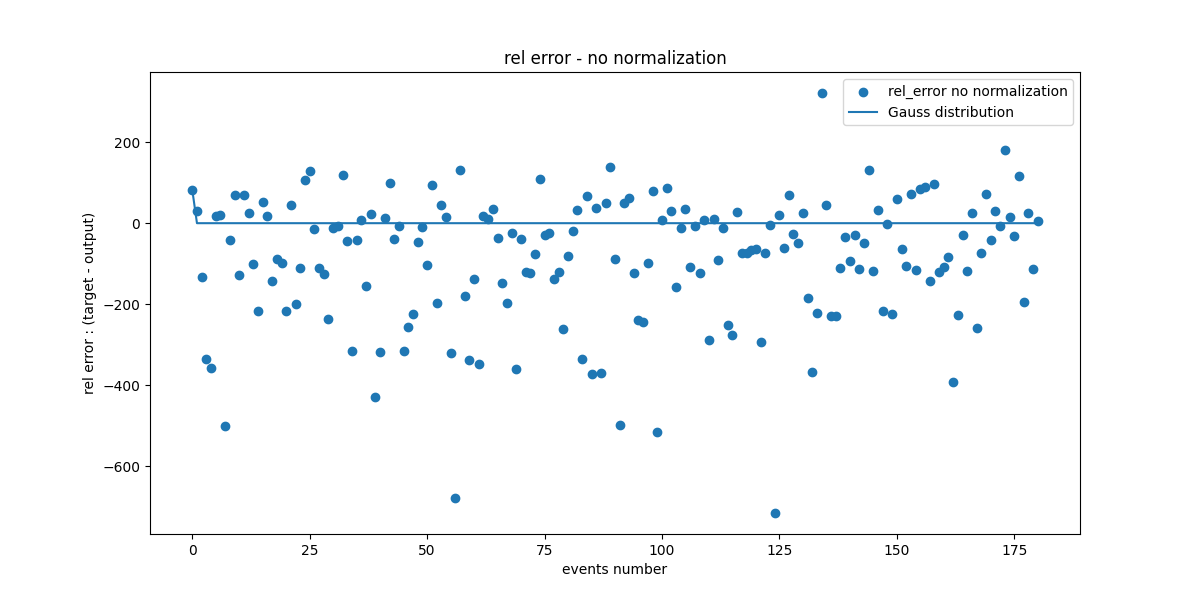 rel error - no normalization
rel_error no normalization
Gauss distribution
rel error : (target - output)
200
0
−200
−400
−600
0
25
50
75
100
125
150
175
events number